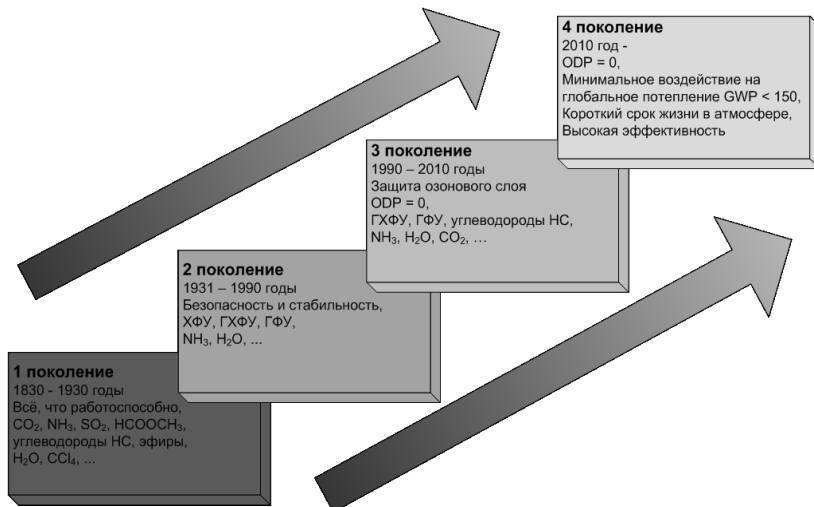 1 поколение
1830 - 1930 годы
Всё, что работоспособно,
CO₂, NH₃, SO₂, HCOOCH₃,
углеводороды HC, эфиры,
H₂O, CCl₄, ...
2 поколение
1931 – 1990 годы
Безопасность и стабильность,
ХФУ, ГХФУ, ГФУ,
NH₃, H₂O, ...
3 поколение
1990 – 2010 годы
Защита озонового слоя
ODP = 0,
ГХФУ, ГФУ, углеводороды HC,
NH₃, H₂O, CO₂, …
4 поколение
2010 год -
ODP = 0,
Минимальное воздействие на
глобальное потепление GWP < 150,
Короткий срок жизни в атмосфере,
Высокая эффективность